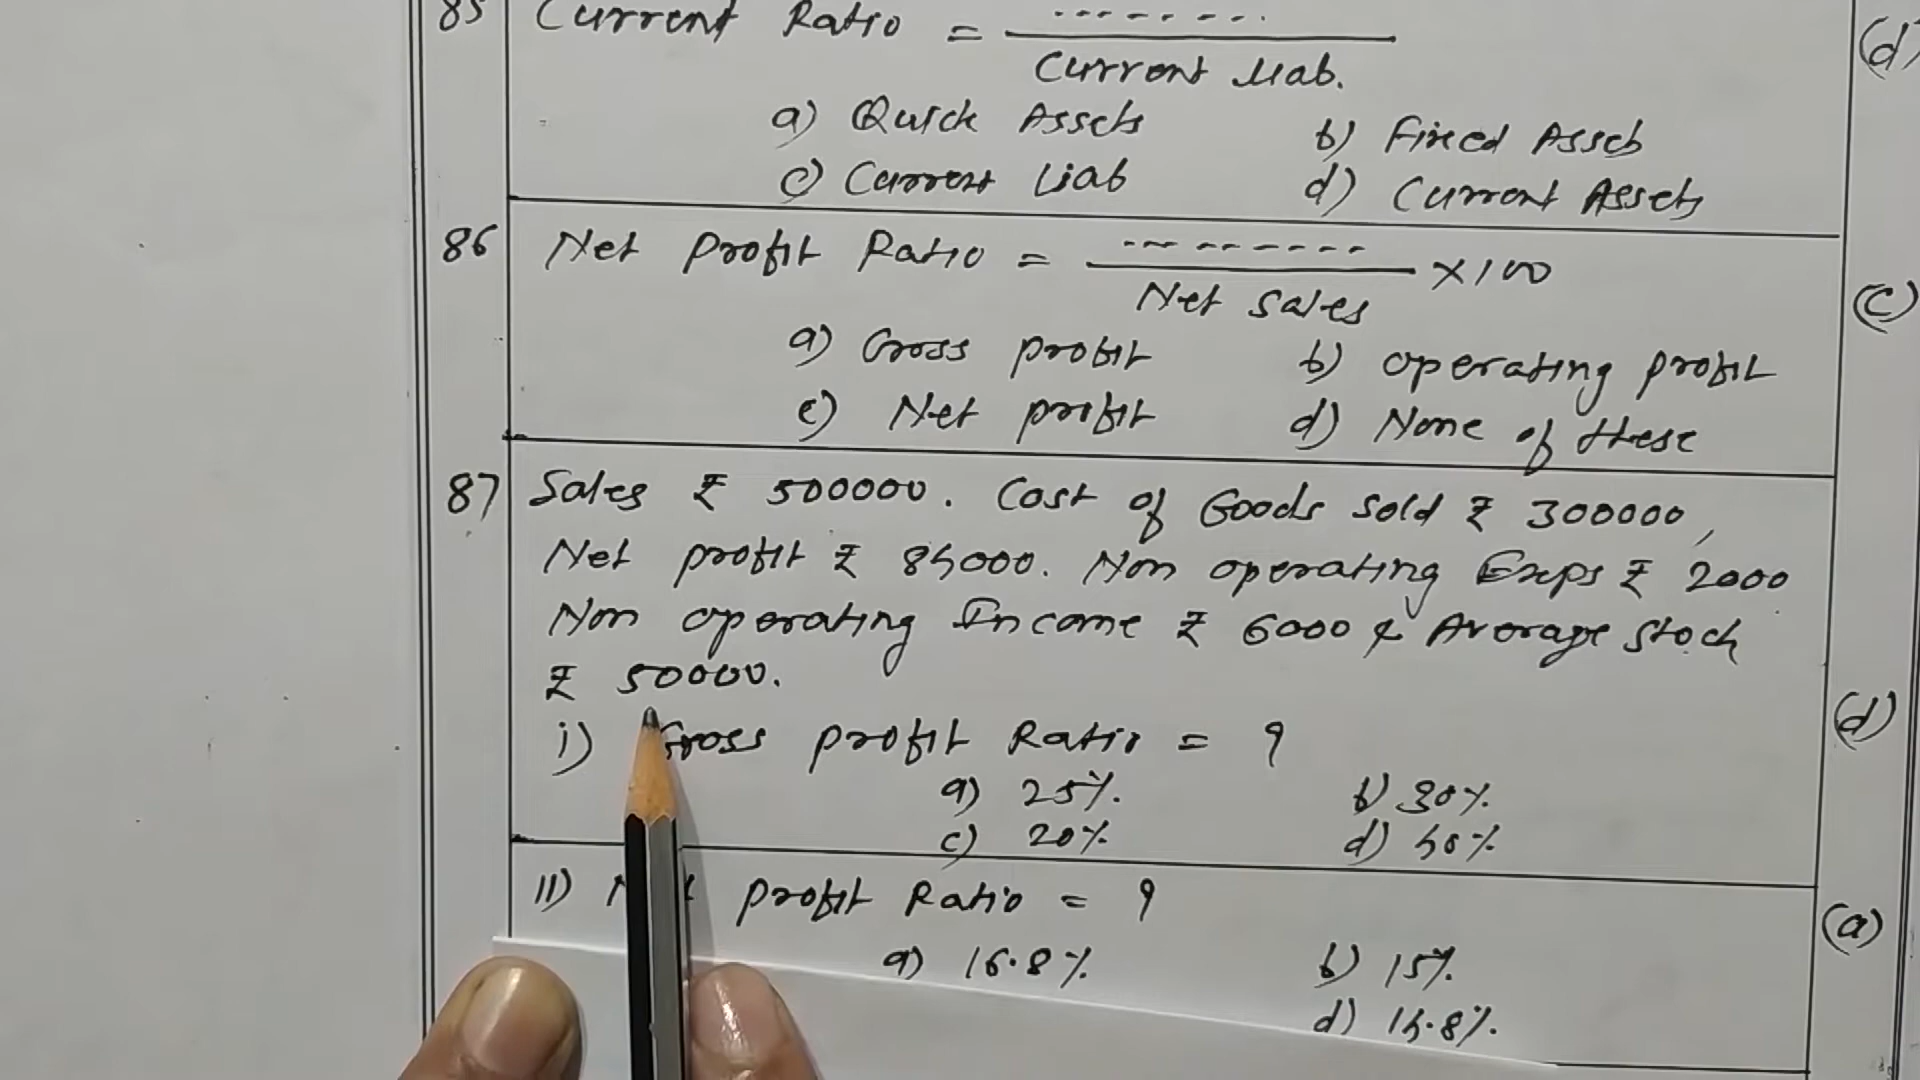 85 Current Ratio = -------- (d)
Current Liab.
a) Quick Assets b) Fixed Assets
c) Current Liab d) Current Assets
86 Net Profit Ratio = --------- × 100 (c)
Net Sales
a) Gross profit b) operating profit
c) Net profit d) None of these
87 Sales ₹ 500000. Cost of Goods Sold ₹ 300000,
Net profit ₹ 84000. Non operating Exps ₹ 2000
Non operating Income ₹ 6000 & Average Stock
₹ 50000.
i) Gross profit Ratio = ? (d)
a) 25%. b) 30%.
c) 20% d) 40%.
ii) profit Ratio = ? (a)
a) 16.8% b) 15%.
d) 14.8%.